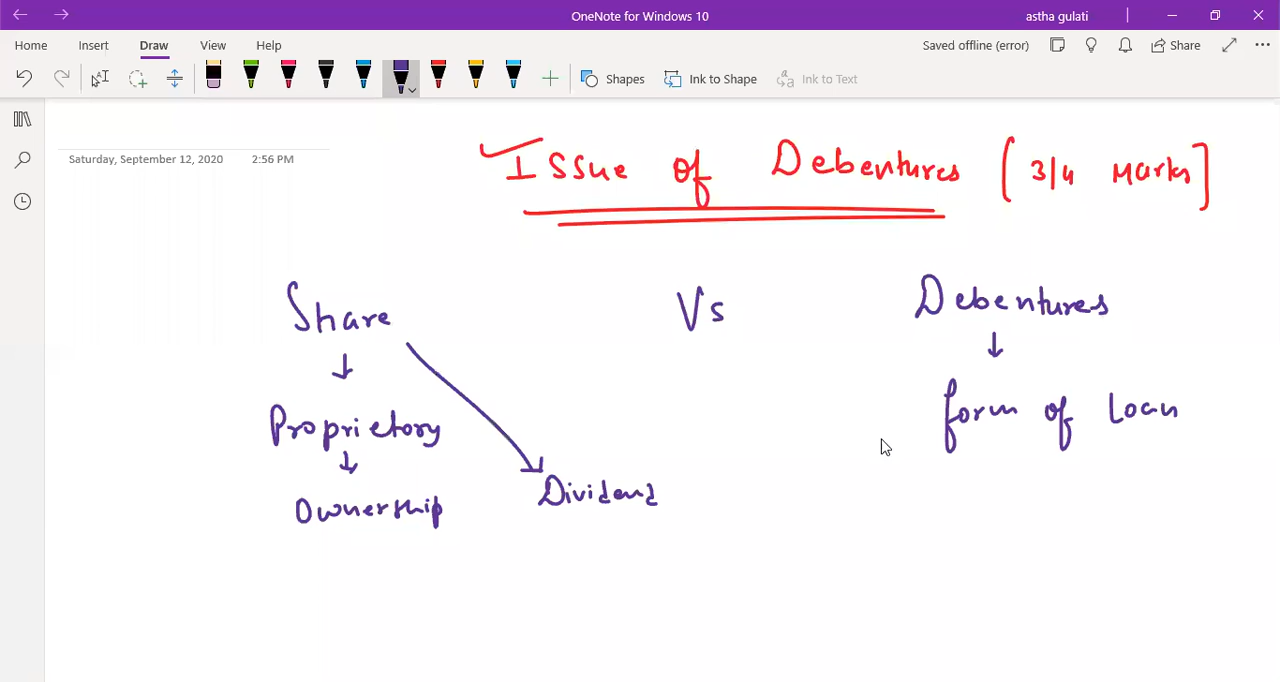 OneNote for Windows 10
astha gulati
Home Insert Draw View Help
Saved offline (error)
Share
Shapes
Ink to Shape
Ink to Text
Saturday, September 12, 2020 2:56 PM
Issue of Debentures [3/4 Marks]
Share Vs Debentures
Proprietory
form of Loan
Ownership
Dividend